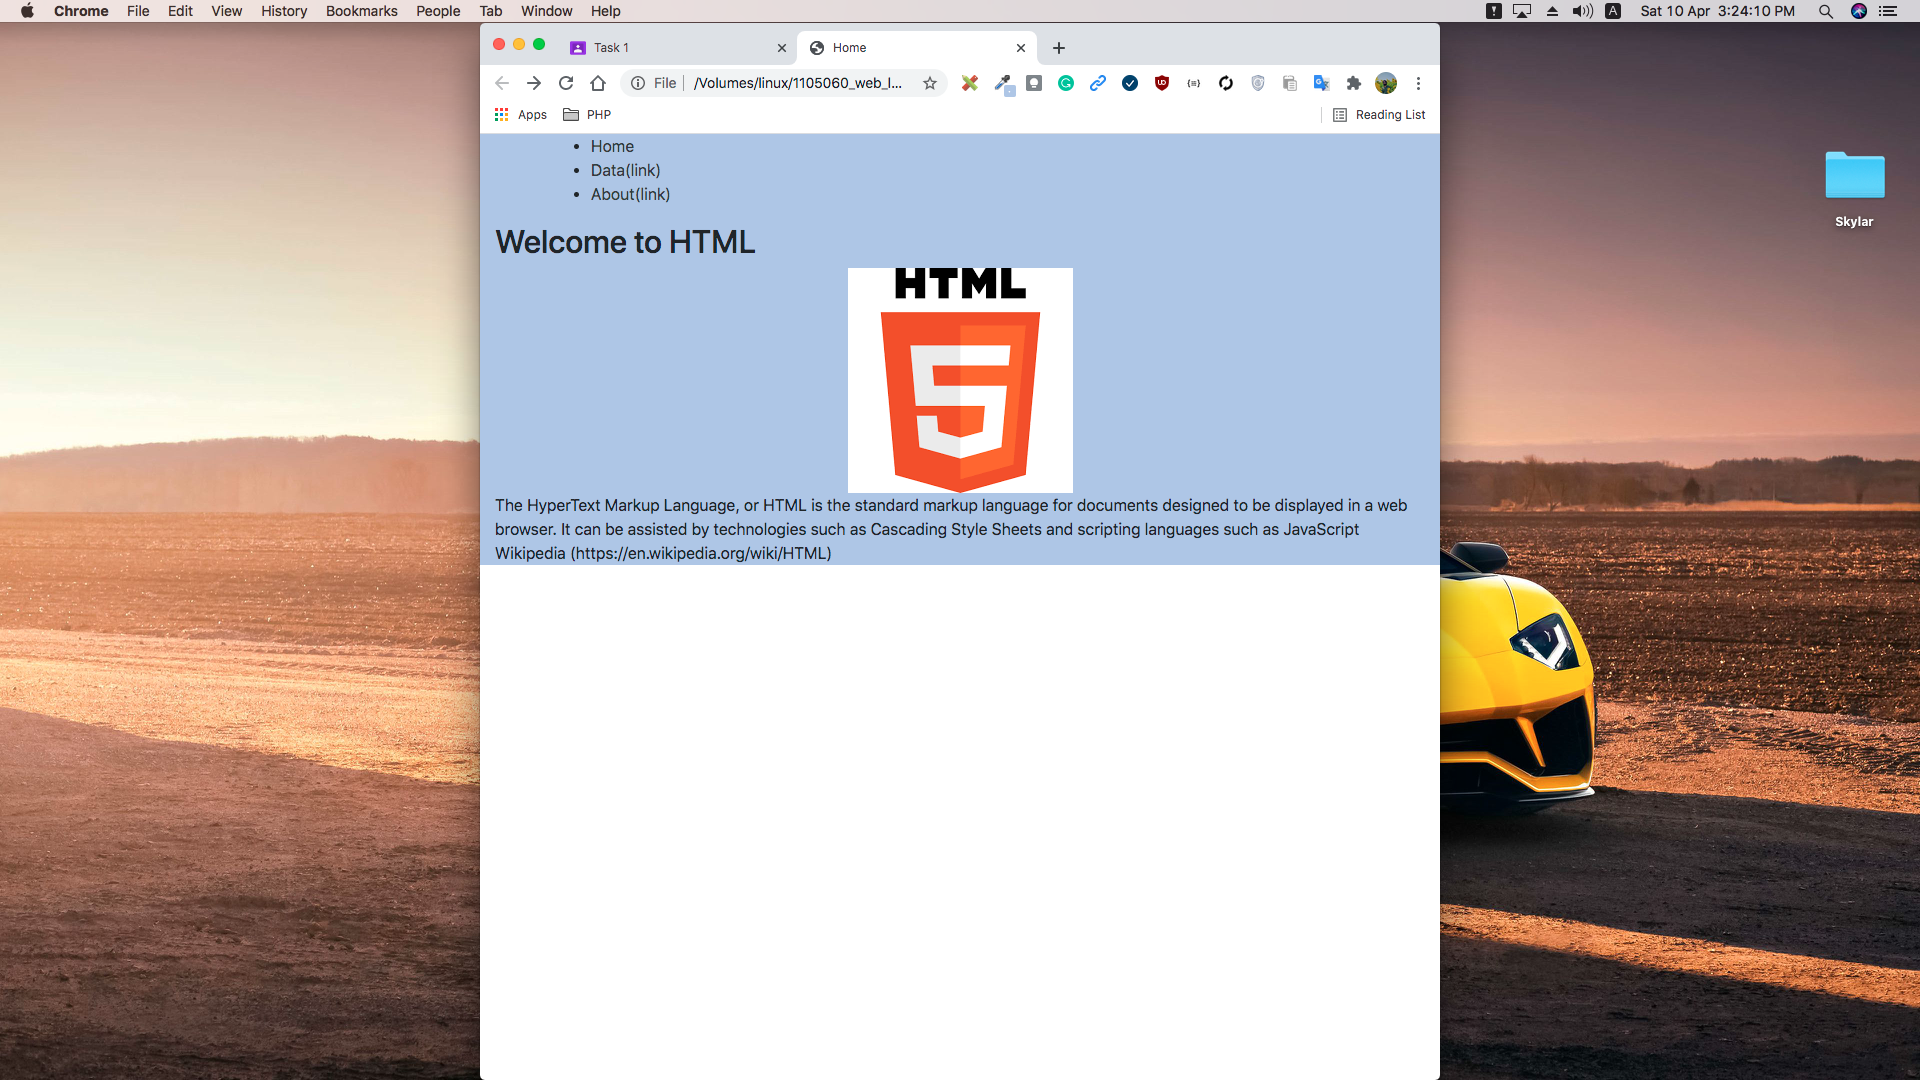 Chrome File Edit View History Bookmarks People Tab Window Help
A Sat 10 Apr 3:24:10 PM
Task 1
Home
File /Volumes/linux/1105060_web_l...
Apps PHP Reading List
Skylar
Home
Data(link)
About(link)
Welcome to HTML
HTML
5
The HyperText Markup Language, or HTML is the standard markup language for documents designed to be displayed in a web
browser. It can be assisted by technologies such as Cascading Style Sheets and scripting languages such as JavaScript
Wikipedia (https://en.wikipedia.org/wiki/HTML)